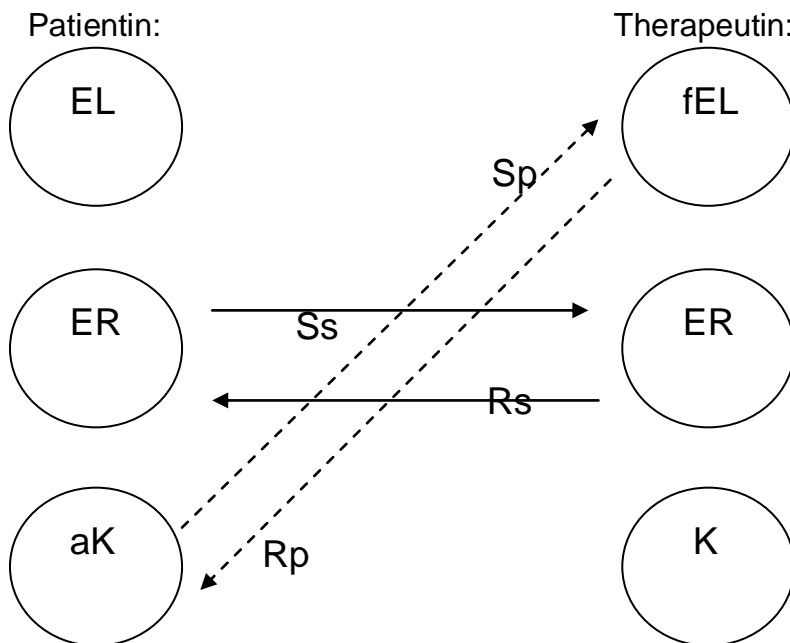 Patientin: Therapeutin:
EL fEL
Sp
ER ER
Ss
Rs
aK K
Rp